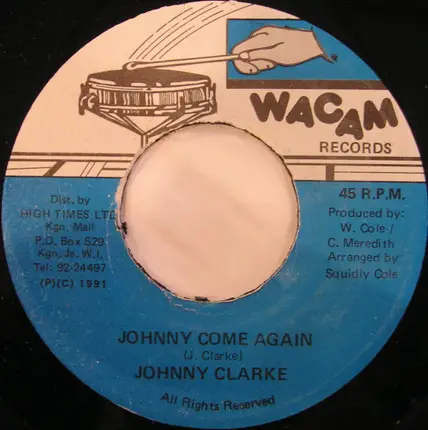 WACAM
RECORDS
45 R.P.M.
Dist. by
HIGH TIMES LTD
Kgn. Mall
P.O. Box 529
Kgn, Ja. W.I.
Tel: 92-24497
(P)(C) 1991
Produced by:
W. Cole /
C. Meredith
Arranged by
Squidly Cole
JOHNNY COME AGAIN
(J. Clarke)
JOHNNY CLARKE
All Rights Reserved